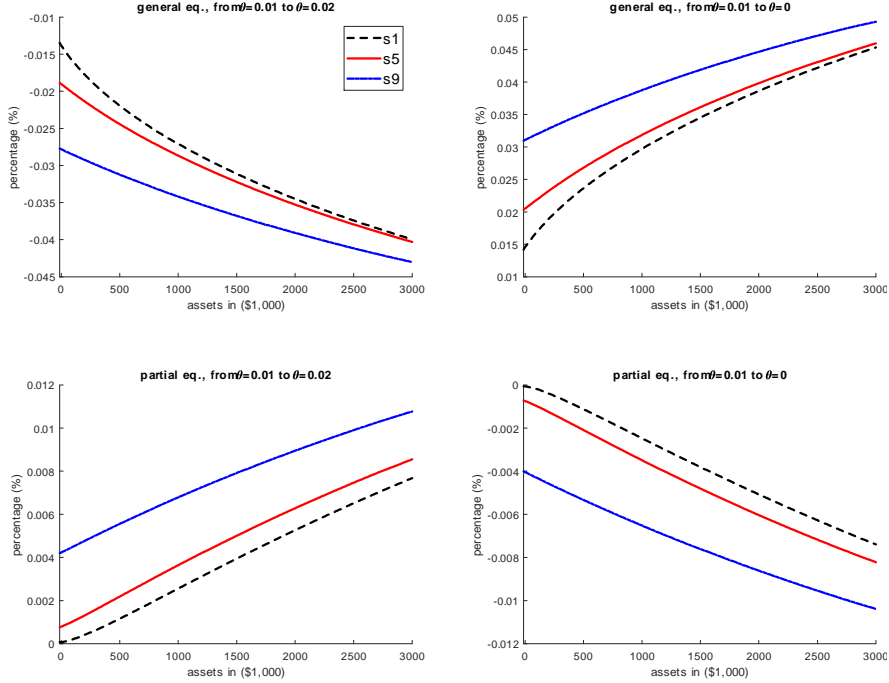 general eq., fromθ=0.01 to θ=0.02
-0.01
-0.015
-0.02
-0.025
-0.03
-0.035
-0.04
-0.045
percentage (%)
s1
s5
s9
0 500 1000 1500 2000 2500 3000
assets in ($1,000)
general eq., fromθ=0.01 to θ=0
0.05
0.045
0.04
0.035
0.03
0.025
0.02
0.015
0.01
percentage (%)
0 500 1000 1500 2000 2500 3000
assets in ($1,000)
partial eq., fromθ=0.01 to θ=0.02
0.012
0.01
0.008
0.006
0.004
0.002
0
percentage (%)
0 500 1000 1500 2000 2500 3000
assets in ($1,000)
partial eq., fromθ=0.01 to θ=0
0
-0.002
-0.004
-0.006
-0.008
-0.01
-0.012
percentage (%)
0 500 1000 1500 2000 2500 3000
assets in ($1,000)